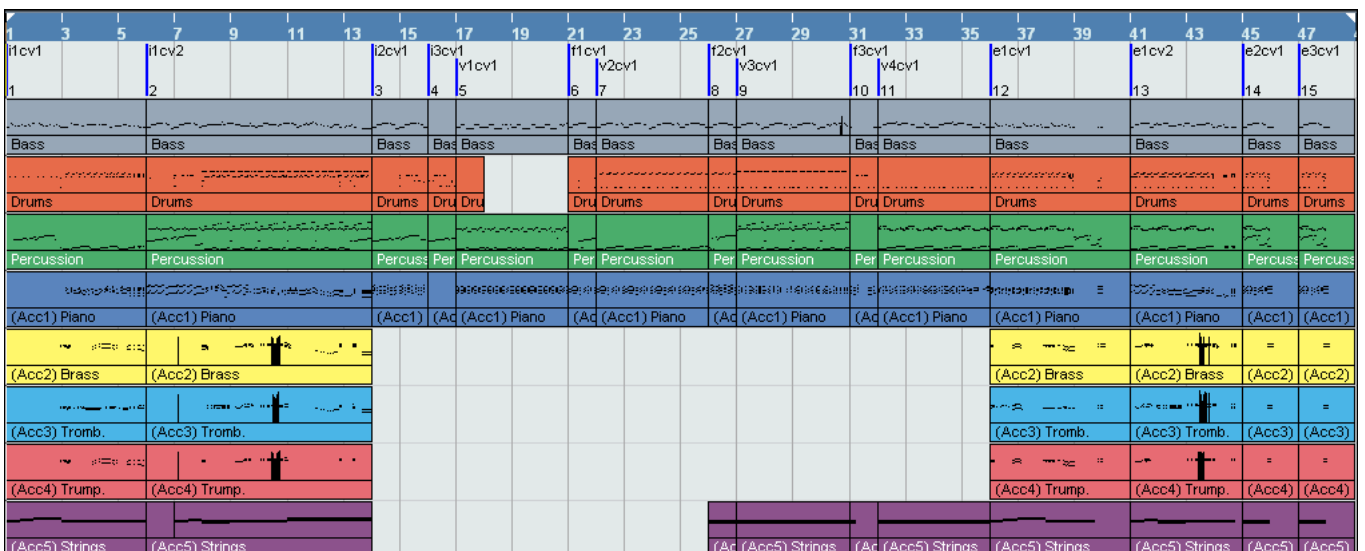 1 3 5 7 9 11 13 15 17 19 21 23 25 27 29 31 33 35 37 39 41 43 45 47
i1cv1 i1cv2 i2cv1 i3cv1 f1cv1 f2cv1 f3cv1 e1cv1 e1cv2 e2cv1 e3cv1
v1cv1 v2cv1 v3cv1 v4cv1
1 2 3 4 5 6 7 8 9 10 11 12 13 14 15
Bass Bass Bass Bas Bass Bas Bass Bas Bass Bas Bass Bass Bass Bass Bass
Drums Drums Drums Dru Dru Dru Drums Dru Drums Dru Drums Drums Drums Drums Drums
Percussion Percussion Percuss Per Percussion Per Percussion Per Percussion Per Percussion Percussion Percussion Percuss Percuss
(Acc1) Piano (Acc1) Piano (Acc1) (Ac (Acc1) Piano (Ac (Acc1) Piano (Ac (Acc1) Piano (Ac (Acc1) Piano (Acc1) Piano (Acc1) Piano (Acc1) (Acc1)
(Acc2) Brass (Acc2) Brass (Acc2) Brass (Acc2) Brass (Acc2) (Acc2)
(Acc3) Tromb. (Acc3) Tromb. (Acc3) Tromb. (Acc3) Tromb. (Acc3) (Acc3)
(Acc4) Trump. (Acc4) Trump. (Acc4) Trump. (Acc4) Trump. (Acc4) (Acc4)
(Acc5) Strings (Acc5) Strings (Ac (Acc5) Strings (Ac (Acc5) Strings (Acc5) Strings (Acc5) Strings (Acc5) (Acc5)